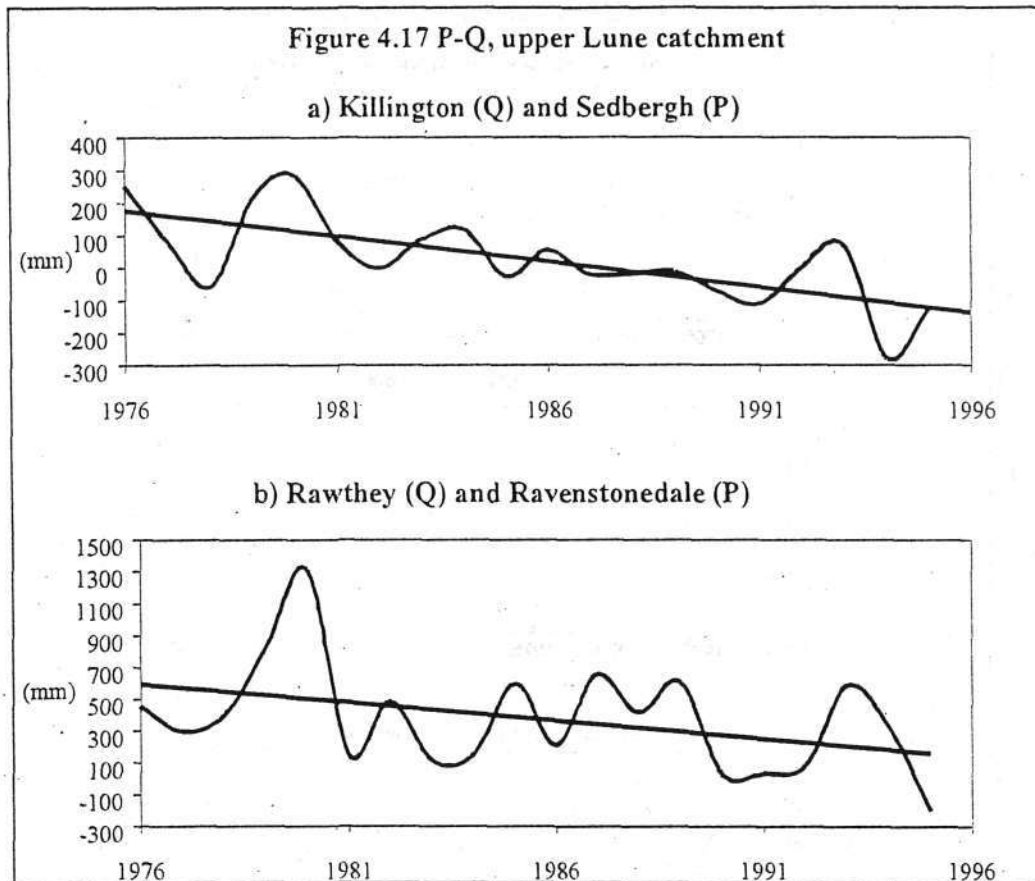 Figure 4.17 P-Q, upper Lune catchment
a) Killington (Q) and Sedbergh (P)
400
300
200
100
0
-100
-200
-300
(mm)
1976 1981 1986 1991 1996
b) Rawthey (Q) and Ravenstonedale (P)
1500
1300
1100
900
700
500
300
100
-100
-300
(mm)
1976 1981 1986 1991 1996